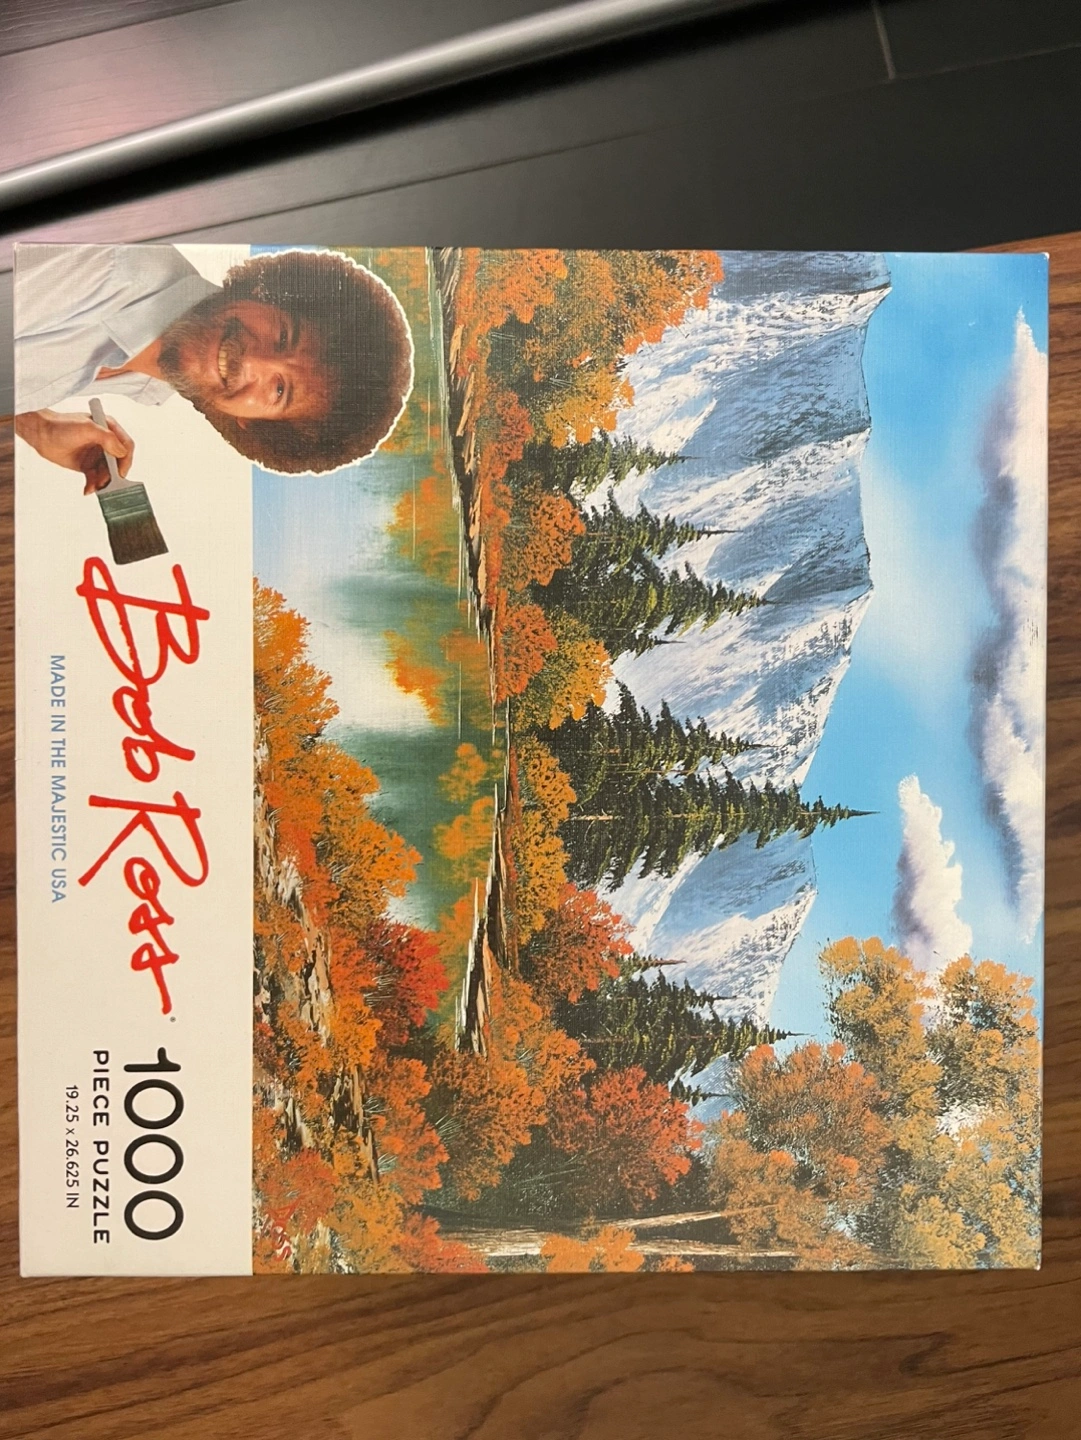 Bob Ross®
MADE IN THE MAJESTIC USA
1000
PIECE PUZZLE
19.25 x 26.625 IN